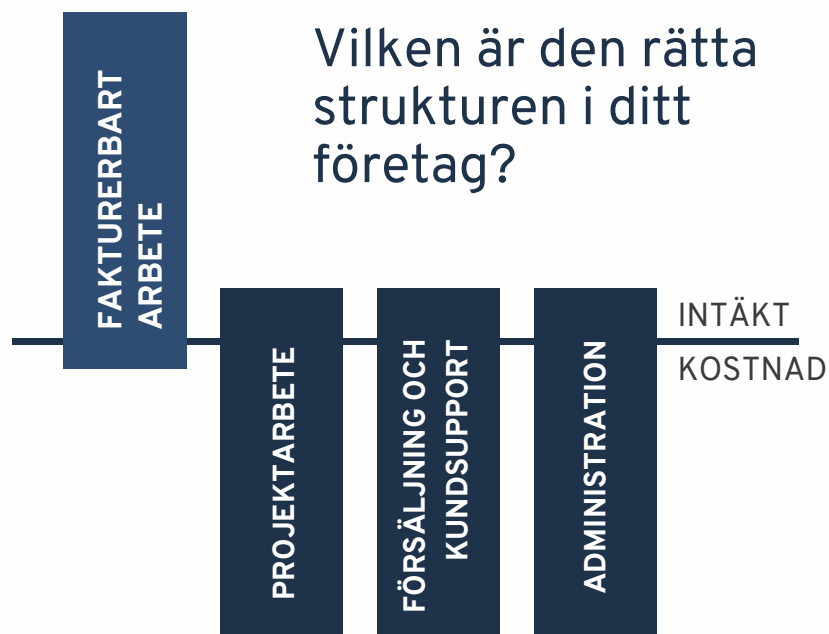 Vilken är den rätta
strukturen i ditt
företag?
FAKTURERBART
ARBETE
PROJEKTARBETE
FÖRSÄLJNING OCH
KUNDSUPPORT
ADMINISTRATION
INTÄKT
KOSTNAD